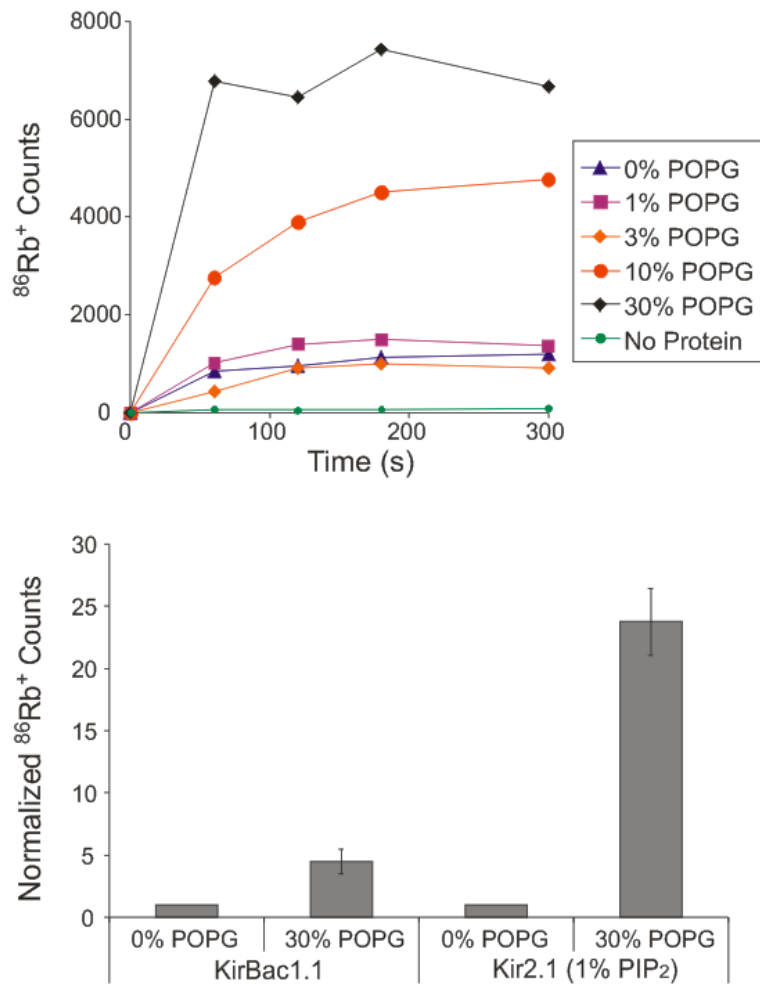 8000
6000
4000
2000
0
⁸⁶Rb⁺ Counts
0 100 200 300
Time (s)
0% POPG
1% POPG
3% POPG
10% POPG
30% POPG
No Protein
30
25
20
15
10
5
0
Normalized ⁸⁶Rb⁺ Counts
0% POPG 30% POPG 0% POPG 30% POPG
KirBac1.1 Kir2.1 (1% PIP₂)